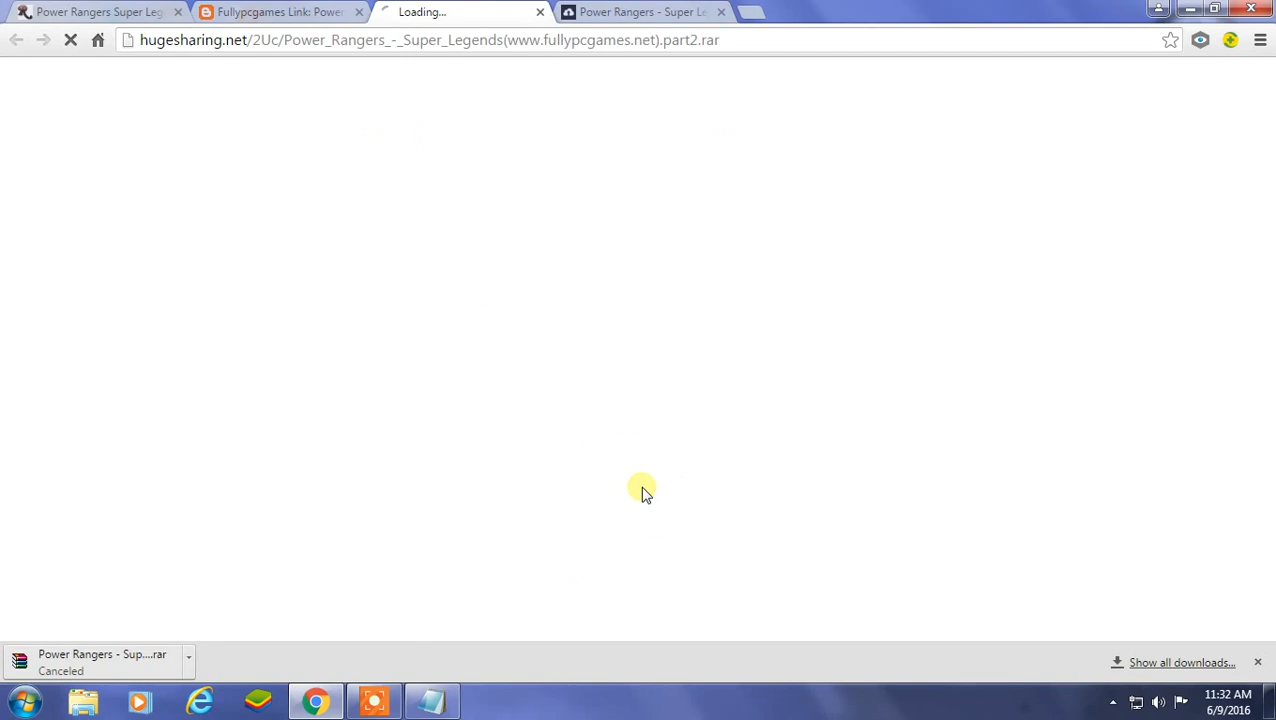 Power Rangers Super Leg
Fullypcgames Link: Powe
Loading...
Power Rangers - Super Le
hugesharing.net/2Uc/Power_Rangers_-_Super_Legends(www.fullypcgames.net).part2.rar
Power Rangers - Sup....rar
Canceled
Show all downloads...
11:32 AM
6/9/2016